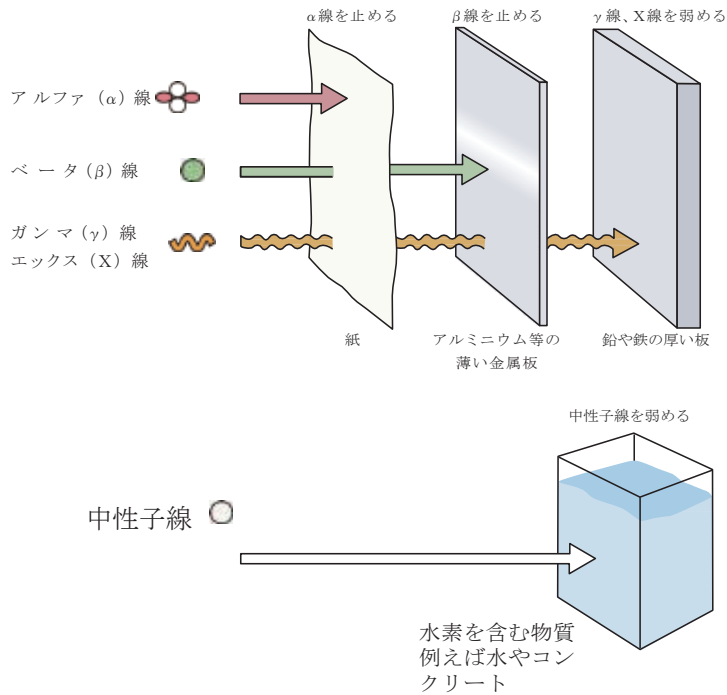 α線を止める
β線を止める
γ線、X線を弱める
アルファ（α）線
ベータ（β）線
ガンマ（γ）線
エックス（X）線
紙
アルミニウム等の
薄い金属板
鉛や鉄の厚い板
中性子線を弱める
中性子線
水素を含む物質
例えば水やコン
クリート